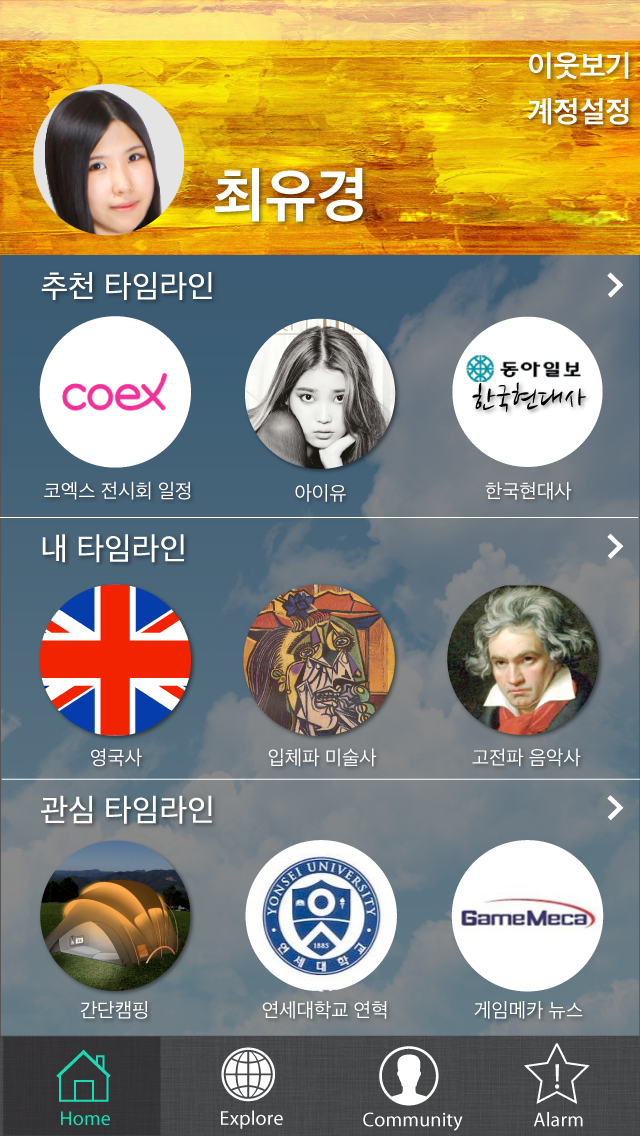 이웃보기
계정설정
최유경
추천 타임라인
coex
동아일보
한국현대사
코엑스 전시회 일정
아이유
한국현대사
내 타임라인
영국사
입체파 미술사
고전파 음악사
관심 타임라인
YONSEI UNIVERSITY
1885
연세대학교
GameMeca
간단캠핑
연세대학교 연혁
게임메카 뉴스
Home
Explore
Community
Alarm